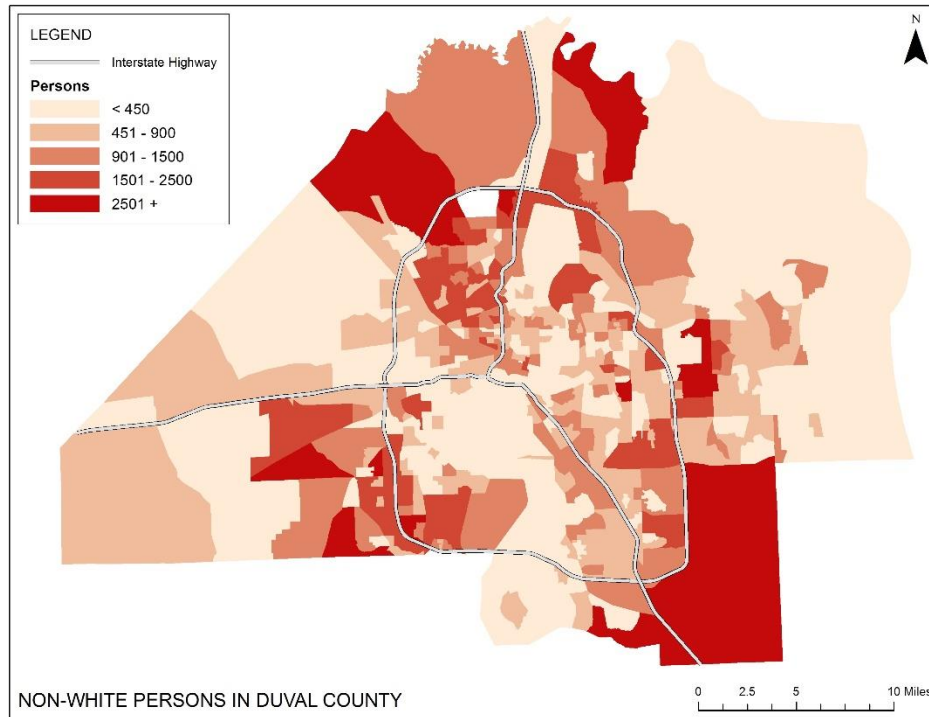 LEGEND
Interstate Highway
Persons
< 450
451 - 900
901 - 1500
1501 - 2500
2501 +
N
NON-WHITE PERSONS IN DUVAL COUNTY
0 2.5 5 10 Miles